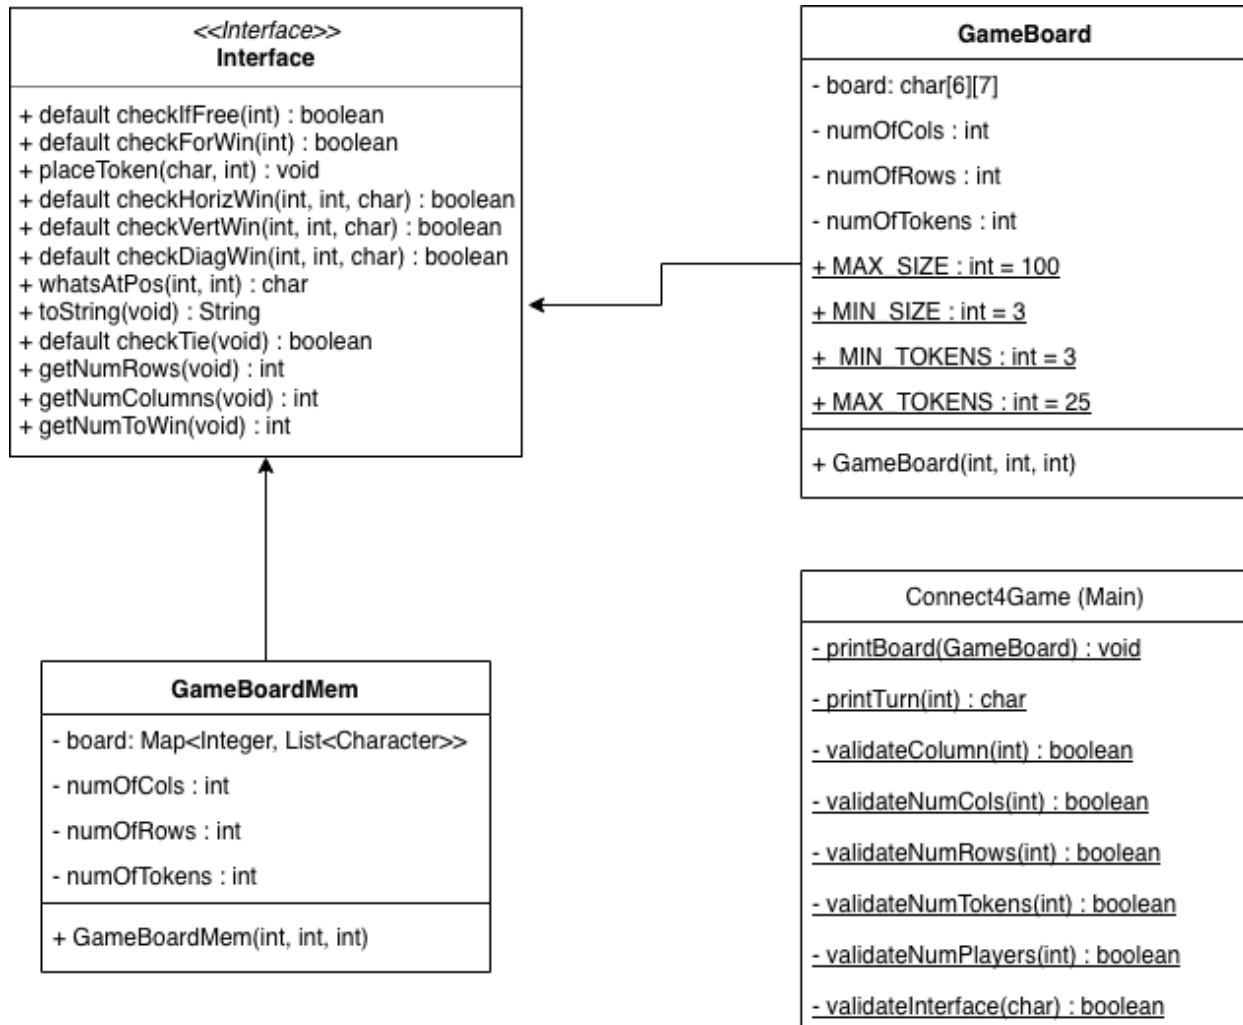 <<Interface>>
Interface
+ default checkIfFree(int) : boolean
+ default checkForWin(int) : boolean
+ placeToken(char, int) : void
+ default checkHorizWin(int, int, char) : boolean
+ default checkVertWin(int, int, char) : boolean
+ default checkDiagWin(int, int, char) : boolean
+ whatsAtPos(int, int) : char
+ toString(void) : String
+ default checkTie(void) : boolean
+ getNumRows(void) : int
+ getNumColumns(void) : int
+ getNumToWin(void) : int
GameBoard
- board: char[6][7]
- numOfCols : int
- numOfRows : int
- numOfTokens : int
+ MAX_SIZE : int = 100
+ MIN_SIZE : int = 3
+ MIN_TOKENS : int = 3
+ MAX_TOKENS : int = 25
+ GameBoard(int, int, int)
GameBoardMem
- board: Map<Integer, List<Character>>
- numOfCols : int
- numOfRows : int
- numOfTokens : int
+ GameBoardMem(int, int, int)
Connect4Game (Main)
- printBoard(GameBoard) : void
- printTurn(int) : char
- validateColumn(int) : boolean
- validateNumCols(int) : boolean
- validateNumRows(int) : boolean
- validateNumTokens(int) : boolean
- validateNumPlayers(int) : boolean
- validateInterface(char) : boolean